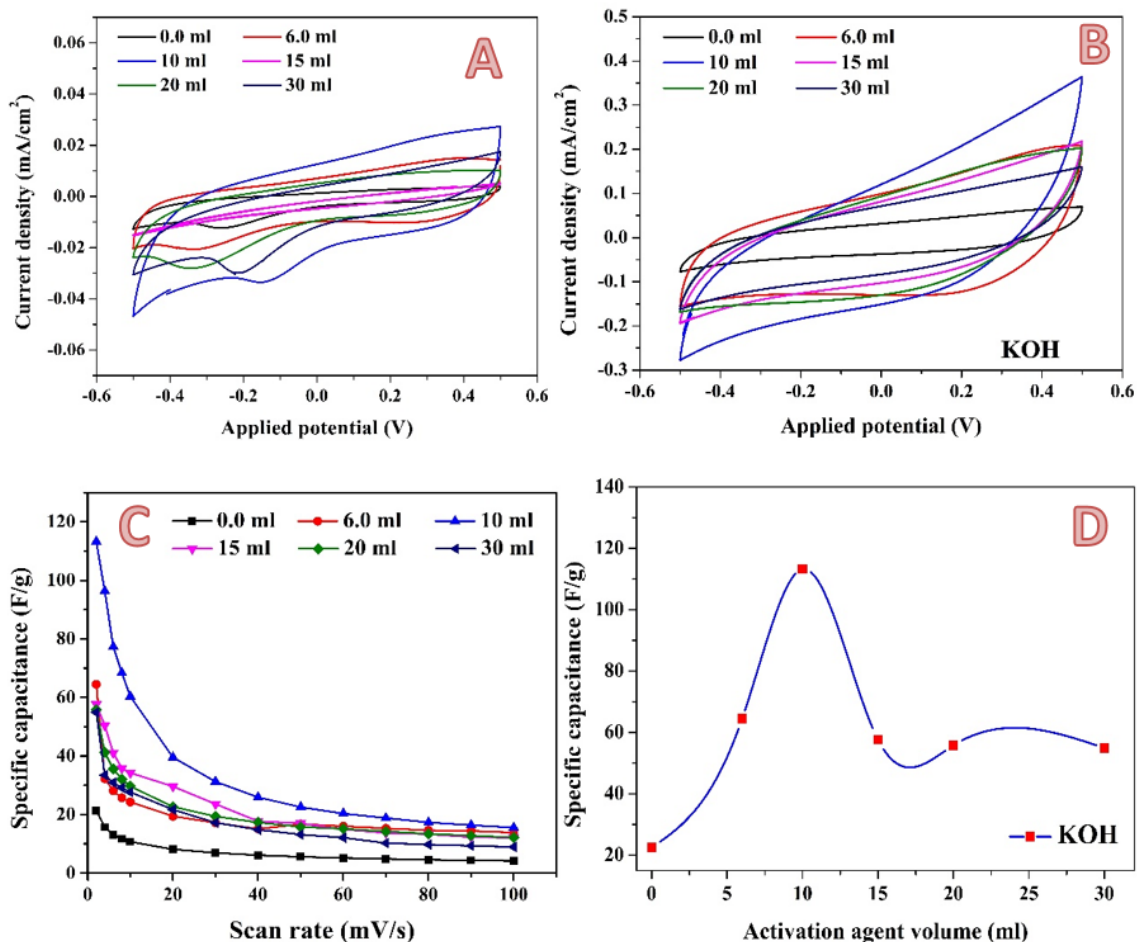 A
0.0 ml 6.0 ml
10 ml 15 ml
20 ml 30 ml
0.06
0.04
0.02
0.00
-0.02
-0.04
-0.06
Current density (mA/cm²)
-0.6 -0.4 -0.2 0.0 0.2 0.4 0.6
Applied potential (V)
B
0.0 ml 6.0 ml
10 ml 15 ml
20 ml 30 ml
0.5
0.4
0.3
0.2
0.1
0.0
-0.1
-0.2
-0.3
Current density (mA/cm²)
KOH
-0.6 -0.4 -0.2 0.0 0.2 0.4 0.6
Applied potential (V)
C
0.0 ml 6.0 ml 10 ml
15 ml 20 ml 30 ml
120
100
80
60
40
20
0
Specific capacitance (F/g)
0 20 40 60 80 100
Scan rate (mV/s)
D
140
120
100
80
60
40
20
Specific capacitance (F/g)
KOH
0 5 10 15 20 25 30
Activation agent volume (ml)